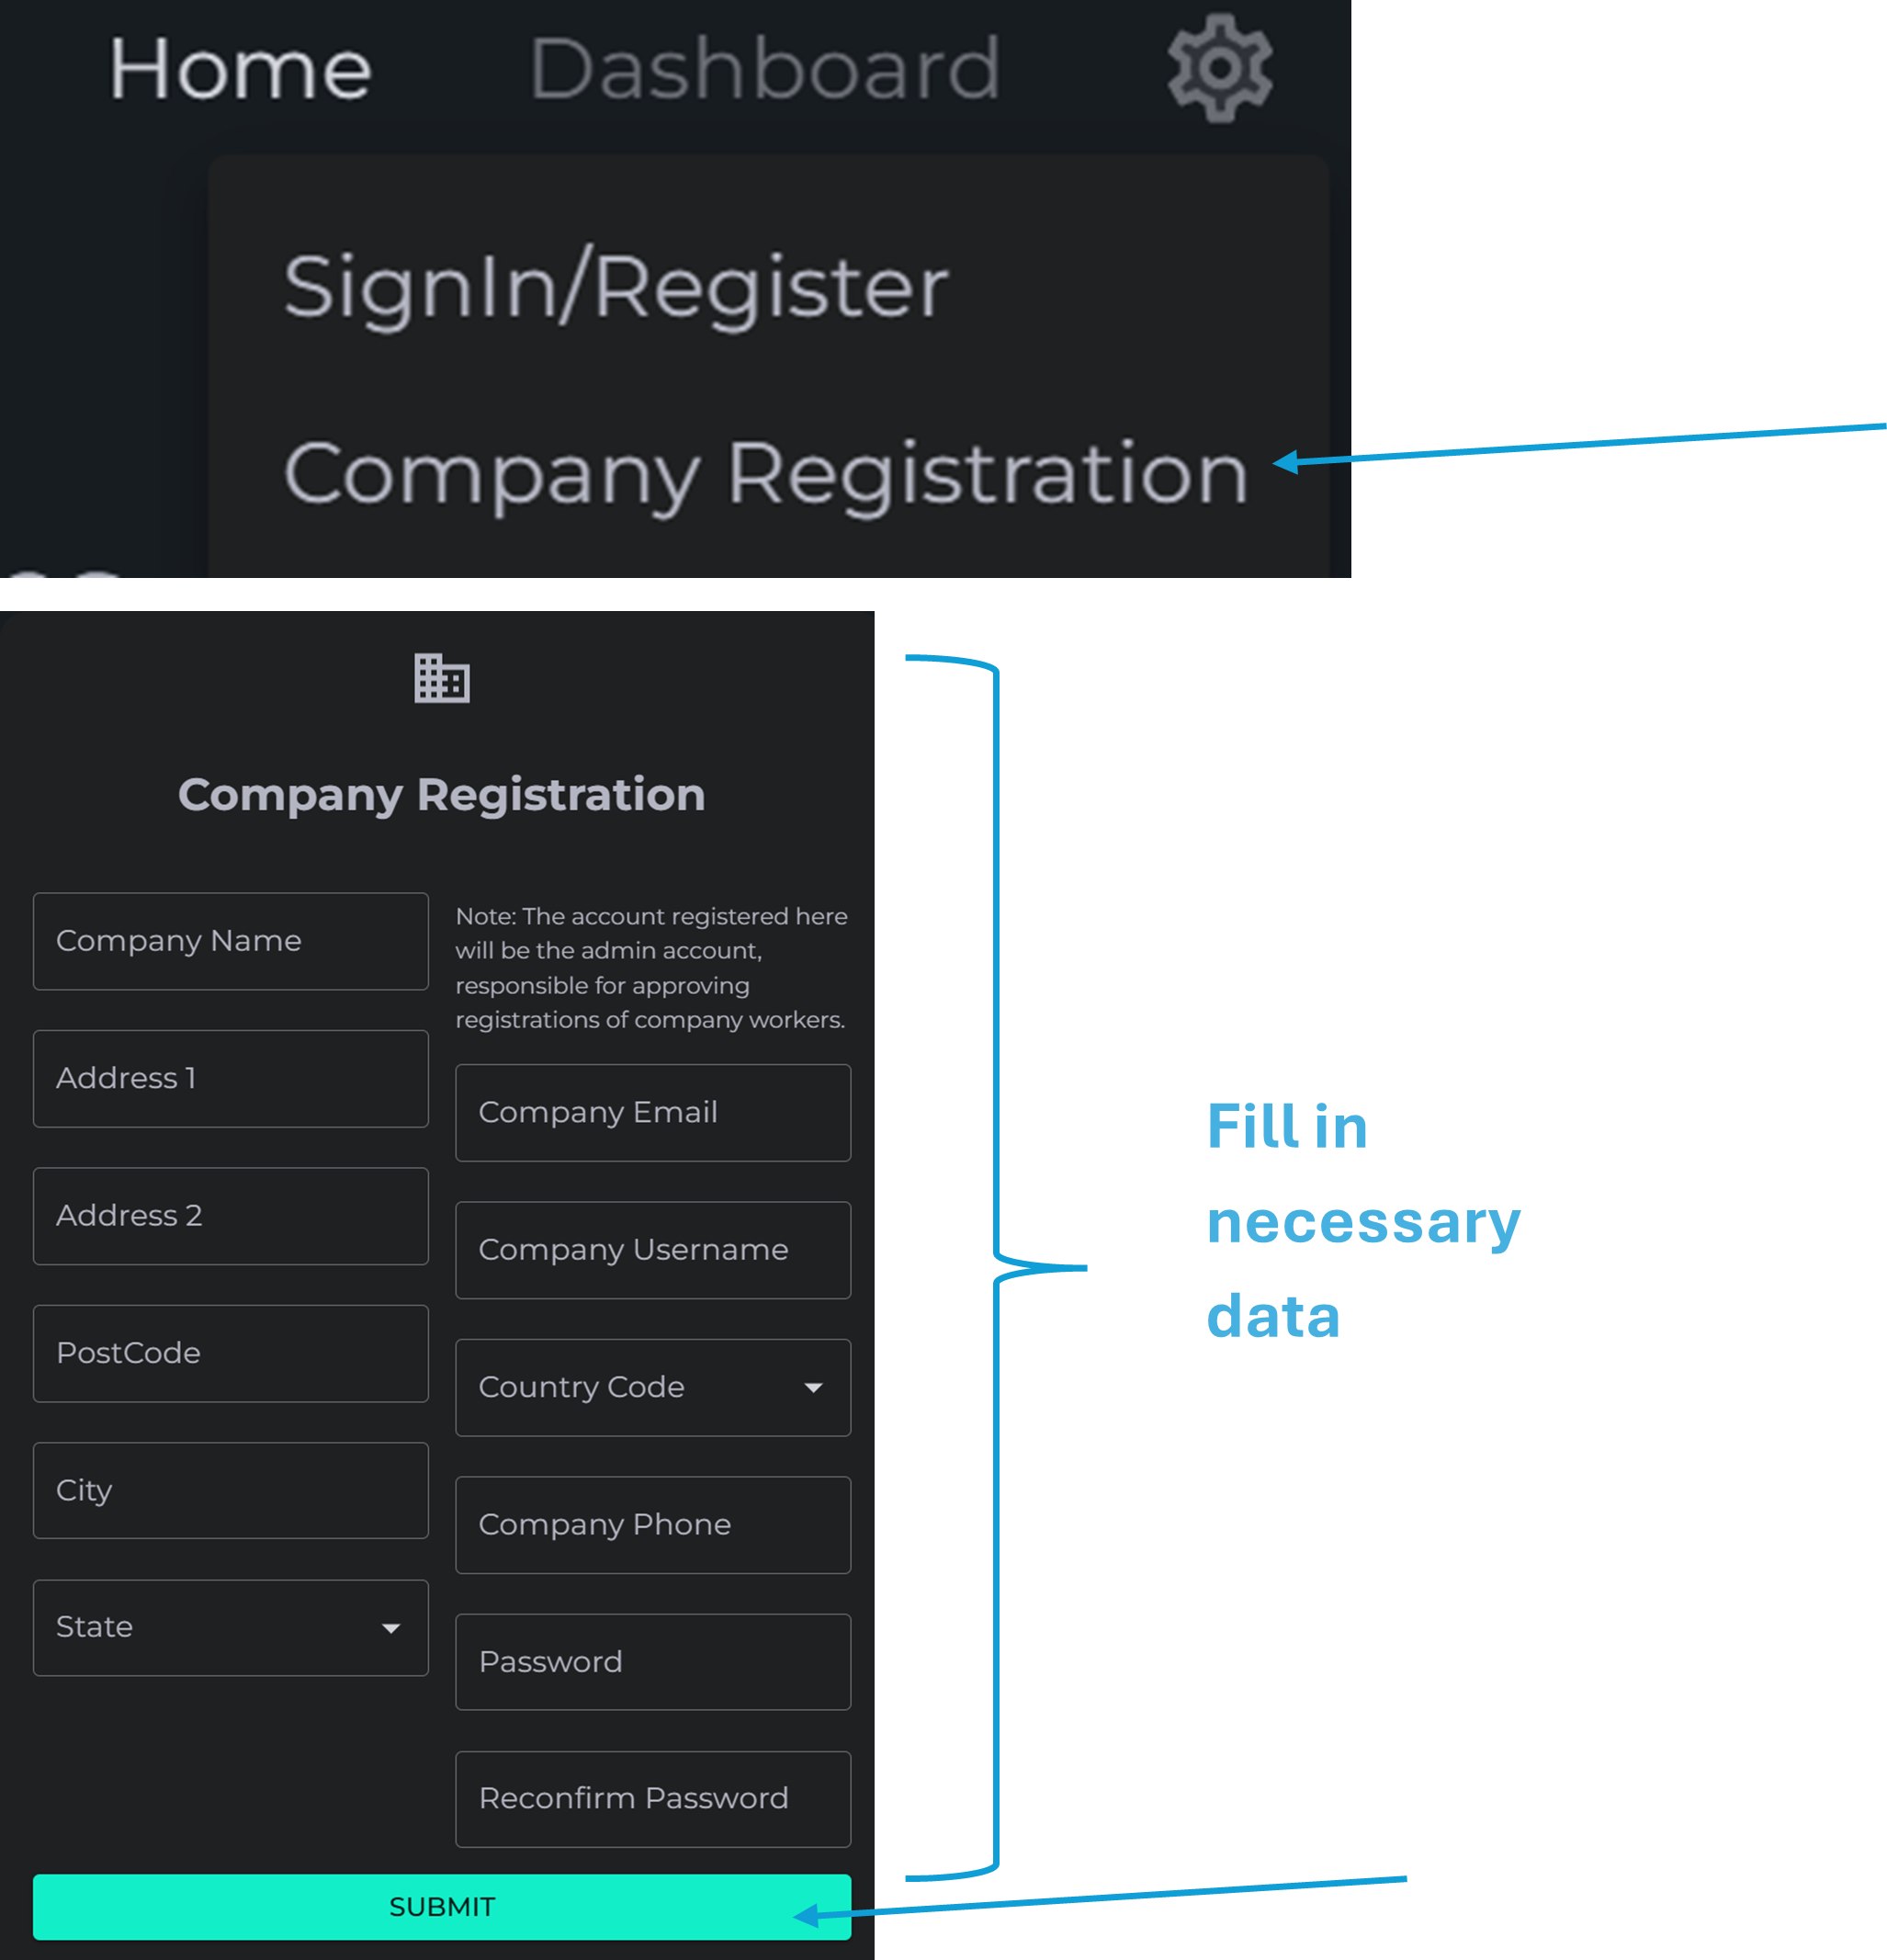 Home Dashboard
SignIn/Register
Company Registration
Company Registration
Company Name
Address 1
Address 2
PostCode
City
State
Note: The account registered here
will be the admin account,
responsible for approving
registrations of company workers.
Company Email
Company Username
Country Code
Company Phone
Password
Reconfirm Password
SUBMIT
Fill in
necessary
data